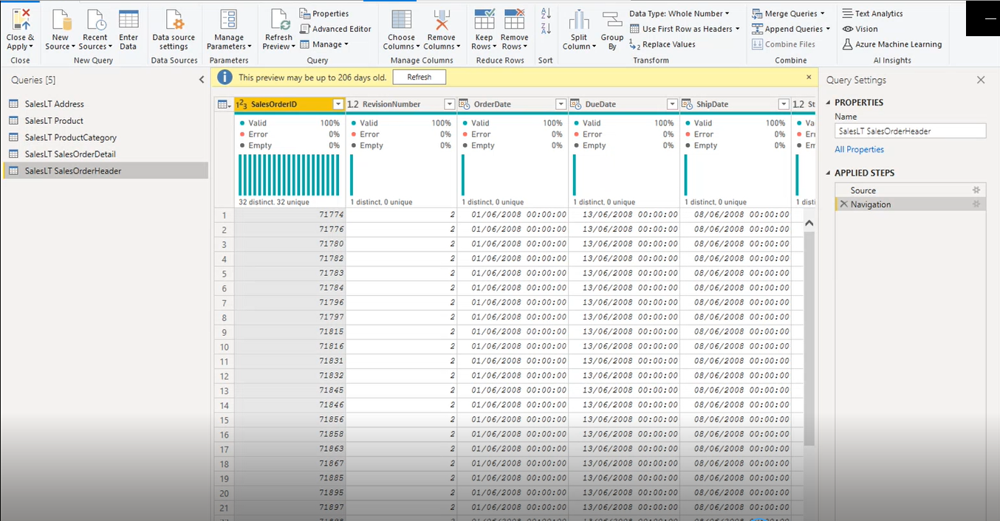 Close & Apply
New Source
Recent Sources
Enter Data
Data source settings
Manage Parameters
Refresh Preview
Properties
Advanced Editor
Manage
Choose Columns
Remove Columns
Keep Rows
Remove Rows
A Z
Z A
Split Column
Group By
Data Type: Whole Number
Use First Row as Headers
1 2 Replace Values
Merge Queries
Append Queries
Combine Files
Text Analytics
Vision
Azure Machine Learning
Close
New Query
Data Sources
Parameters
Query
Manage Columns
Reduce Rows
Sort
Transform
Combine
AI Insights
Queries [5]
SalesLT Address
SalesLT Product
SalesLT ProductCategory
SalesLT SalesOrderDetail
SalesLT SalesOrderHeader
This preview may be up to 206 days old. Refresh
1 2 3 SalesOrderID 1.2 RevisionNumber OrderDate DueDate ShipDate 1.2 St
Valid 100% Valid 100% Valid 100% Valid 100% Valid 100% Va
Error 0% Error 0% Error 0% Error 0% Error 0% Err
Empty 0% Empty 0% Empty 0% Empty 0% Empty 0%
32 distinct, 32 unique 1 distinct, 0 unique 1 distinct, 0 unique 1 distinct, 0 unique 1 distinct, 0 unique 1 disti
1 71774 2 01/06/2008 00:00:00 13/06/2008 00:00:00 08/06/2008 00:00:00
2 71776 2 01/06/2008 00:00:00 13/06/2008 00:00:00 08/06/2008 00:00:00
3 71780 2 01/06/2008 00:00:00 13/06/2008 00:00:00 08/06/2008 00:00:00
4 71782 2 01/06/2008 00:00:00 13/06/2008 00:00:00 08/06/2008 00:00:00
5 71783 2 01/06/2008 00:00:00 13/06/2008 00:00:00 08/06/2008 00:00:00
6 71784 2 01/06/2008 00:00:00 13/06/2008 00:00:00 08/06/2008 00:00:00
7 71796 2 01/06/2008 00:00:00 13/06/2008 00:00:00 08/06/2008 00:00:00
8 71797 2 01/06/2008 00:00:00 13/06/2008 00:00:00 08/06/2008 00:00:00
9 71815 2 01/06/2008 00:00:00 13/06/2008 00:00:00 08/06/2008 00:00:00
10 71816 2 01/06/2008 00:00:00 13/06/2008 00:00:00 08/06/2008 00:00:00
11 71831 2 01/06/2008 00:00:00 13/06/2008 00:00:00 08/06/2008 00:00:00
12 71832 2 01/06/2008 00:00:00 13/06/2008 00:00:00 08/06/2008 00:00:00
13 71845 2 01/06/2008 00:00:00 13/06/2008 00:00:00 08/06/2008 00:00:00
14 71846 2 01/06/2008 00:00:00 13/06/2008 00:00:00 08/06/2008 00:00:00
15 71856 2 01/06/2008 00:00:00 13/06/2008 00:00:00 08/06/2008 00:00:00
16 71858 2 01/06/2008 00:00:00 13/06/2008 00:00:00 08/06/2008 00:00:00
17 71863 2 01/06/2008 00:00:00 13/06/2008 00:00:00 08/06/2008 00:00:00
18 71867 2 01/06/2008 00:00:00 13/06/2008 00:00:00 08/06/2008 00:00:00
19 71885 2 01/06/2008 00:00:00 13/06/2008 00:00:00 08/06/2008 00:00:00
20 71895 2 01/06/2008 00:00:00 13/06/2008 00:00:00 08/06/2008 00:00:00
21 71897 2 01/06/2008 00:00:00 13/06/2008 00:00:00 08/06/2008 00:00:00
Query Settings
PROPERTIES
Name
SalesLT SalesOrderHeader
All Properties
APPLIED STEPS
Source
Navigation